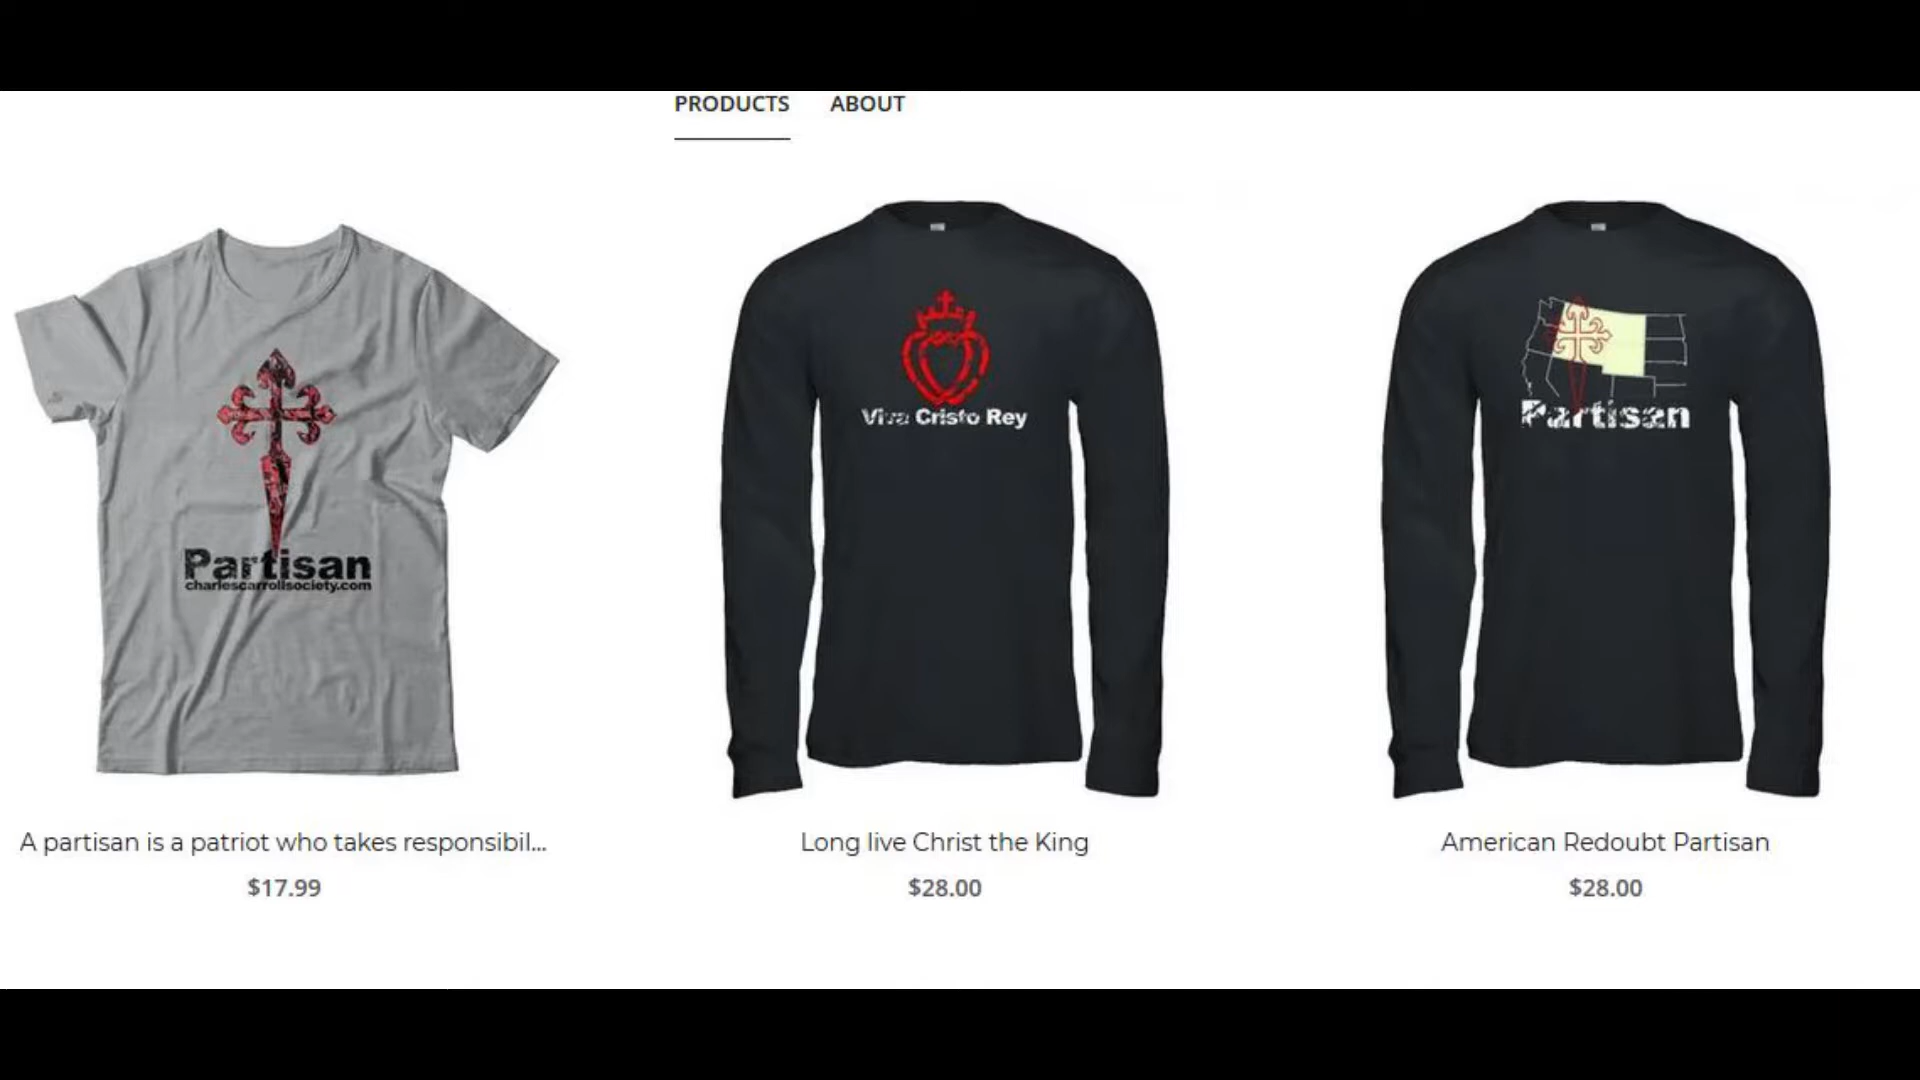 PRODUCTS ABOUT
Partisan
charlescarrollsociety.com
Viva Cristo Rey
Partisan
A partisan is a patriot who takes responsibil...
$17.99
Long live Christ the King
$28.00
American Redoubt Partisan
$28.00